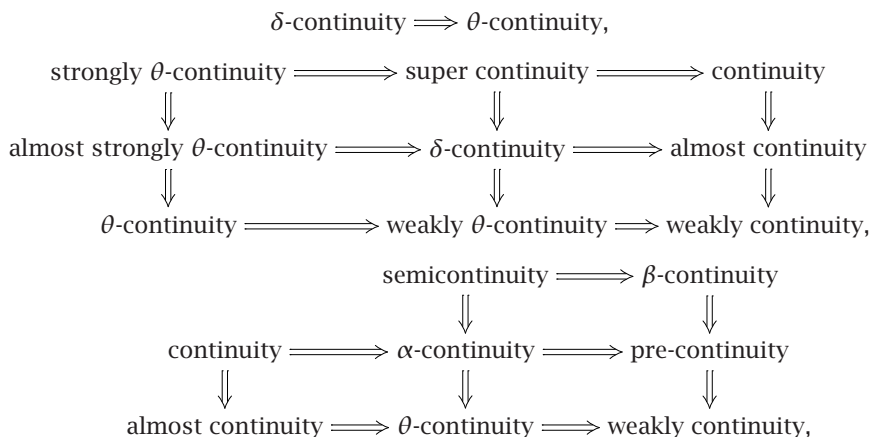 δ-continuity ⟹ θ-continuity,
strongly θ-continuity ⟹ super continuity ⟹ continuity
⇓ ⇓ ⇓
almost strongly θ-continuity ⟹ δ-continuity ⟹ almost continuity
⇓ ⇓ ⇓
θ-continuity ⟹ weakly θ-continuity ⟹ weakly continuity,
semicontinuity ⟹ β-continuity
⇓ ⇓
continuity ⟹ α-continuity ⟹ pre-continuity
⇓ ⇓ ⇓
almost continuity ⟹ θ-continuity ⟹ weakly continuity,